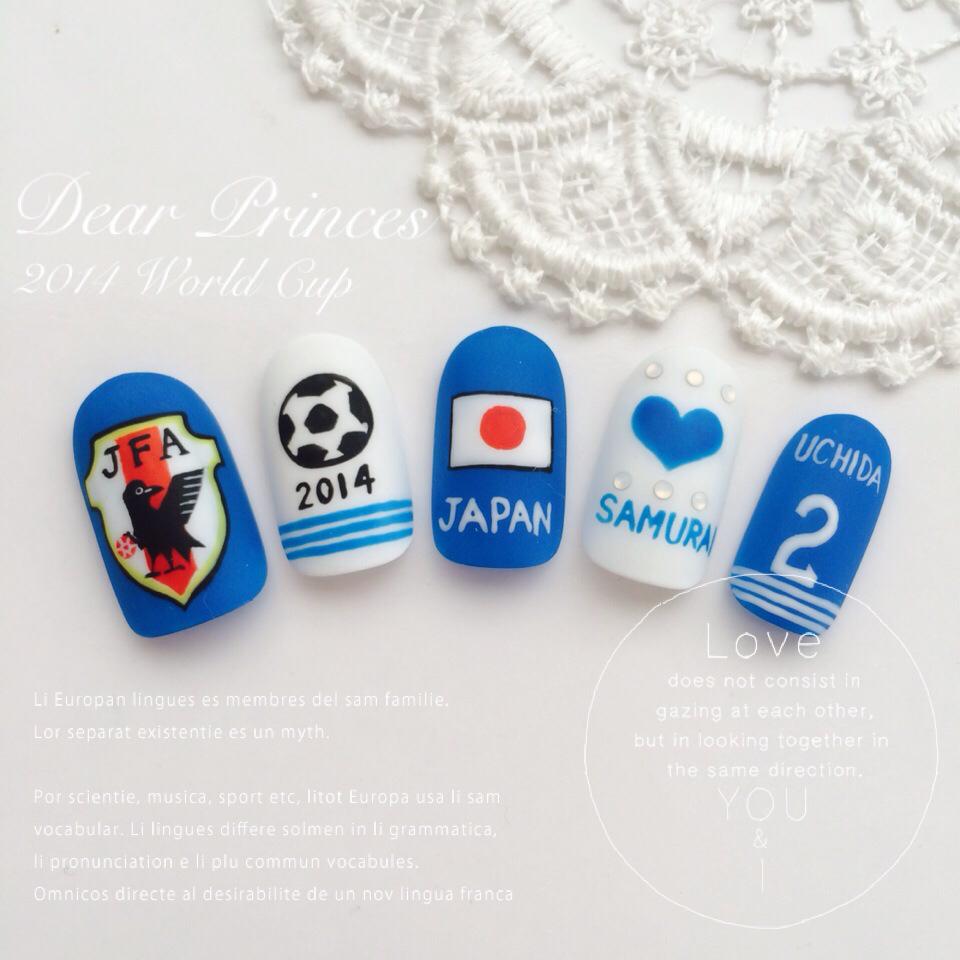 Dear Princes
2014 World Cup
JFA
2014
JAPAN
SAMURAI
UCHIDA
2
Li Europan lingues es membres del sam familie.
Lor separat existentie es un myth.
Por scientie, musica, sport etc, litot Europa usa li sam
vocabular. Li lingues differe solmen in li grammatica,
li pronunciation e li plu commun vocabules.
Omnicos directe al desirabilite de un nov lingua franca
Love
does not consist in
gazing at each other,
but in looking together in
the same direction.
YOU
&
I